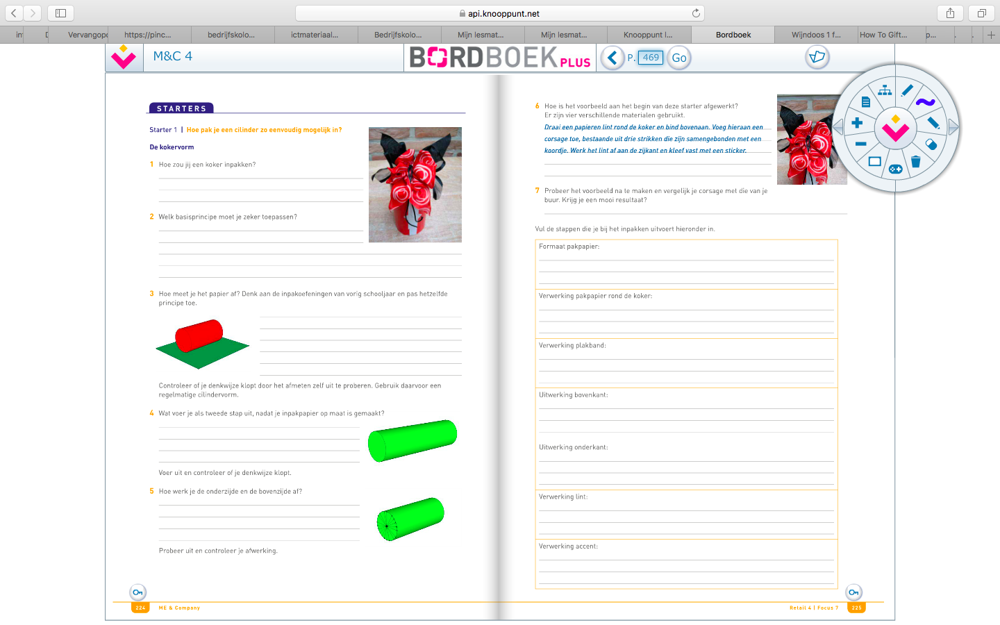 api.knooppunt.net
in
D
Vervangopd
https://pinc...
bedrijfskolo...
ictmateriaal...
Bedrijfskolo...
Mijn lesmat...
Mijn lesmat...
Knooppunt I...
Bordboek
Wijndoos 1 f...
How To Gift...
p...
.
.
M&C 4
BORDBOEK PLUS
P. 469 Go
STARTERS
Starter 1 | Hoe pak je een cilinder zo eenvoudig mogelijk in?
De kokervorm
1 Hoe zou jij een koker inpakken?
2 Welk basisprincipe moet je zeker toepassen?
3 Hoe meet je het papier af? Denk aan de inpakoefeningen van vorig schooljaar en pas hetzelfde
principe toe.
Controleer of je denkwijze klopt door het afmeten zelf uit te proberen. Gebruik daarvoor een
regelmatige cilindervorm.
4 Wat voer je als tweede stap uit, nadat je inpakpapier op maat is gemaakt?
Voer uit en controleer of je denkwijze klopt.
5 Hoe werk je de onderzijde en de bovenzijde af?
Probeer uit en controleer je afwerking.
224 ME & Company
6 Hoe is het voorbeeld aan het begin van deze starter afgewerkt?
Er zijn vier verschillende materialen gebruikt.
Draai een papieren lint rond de koker en bind bovenaan. Voeg hieraan een
corsage toe, bestaande uit drie strikken die zijn samengebonden met een
koordje. Werk het lint af aan de zijkant en kleef vast met een sticker.
7 Probeer het voorbeeld na te maken en vergelijk je corsage met die van je
buur. Krijg je een mooi resultaat?
Vul de stappen die je bij het inpakken uitvoert hieronder in.
Formaat pakpapier:
Verwerking pakpapier rond de koker:
Verwerking plakband:
Uitwerking bovenkant:
Uitwerking onderkant:
Verwerking lint:
Verwerking accent:
Retail 4 | Focus 7 225